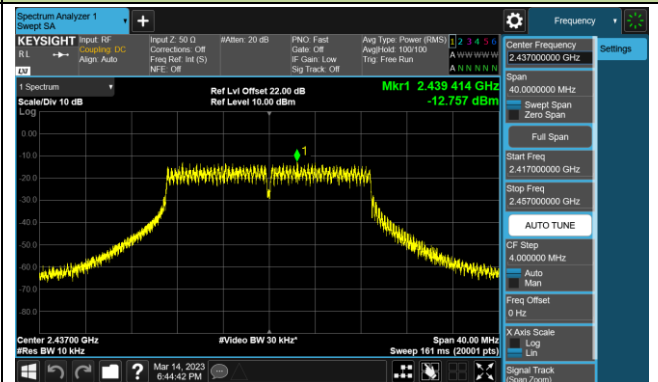 Spectrum Analyzer 1
Swept SA
Frequency
KEYSIGHT
RL
Input: RF
Coupling: DC
Align: Auto
Input Z: 50 Ω
Corrections: Off
Freq Ref: Int (S)
NFE: Off
#Atten: 20 dB
PNO: Fast
Gate: Off
IF Gain: Low
Sig Track: Off
Avg Type: Power (RMS)
Avg|Hold: 100/100
Trig: Free Run
1 2 3 4 5 6
A W W W W W
A N N N N N
LXI
1 Spectrum
Scale/Div 10 dB
Log
Ref Lvl Offset 22.00 dB
Ref Level 10.00 dBm
Mkr1 2.439 414 GHz
-12.757 dBm
1
0.00
-10.0
-20.0
-30.0
-40.0
-50.0
-60.0
-70.0
-80.0
Center 2.43700 GHz
#Res BW 10 kHz
#Video BW 30 kHz*
Span 40.00 MHz
Sweep 161 ms (20001 pts)
Mar 14, 2023
6:44:42 PM
Center Frequency
2.437000000 GHz
Span
40.0000000 MHz
Swept Span
Zero Span
Full Span
Start Freq
2.417000000 GHz
Stop Freq
2.457000000 GHz
AUTO TUNE
CF Step
4.000000 MHz
Auto
Man
Freq Offset
0 Hz
X Axis Scale
Log
Lin
Signal Track
(Span Zoom)
Settings